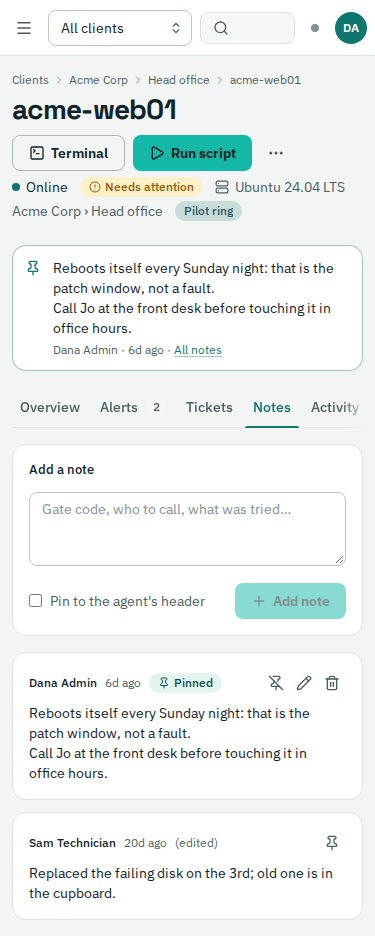 All clients
DA
Clients > Acme Corp > Head office > acme-web01
acme-web01
Terminal
Run script
Online
Needs attention
Ubuntu 24.04 LTS
Acme Corp › Head office
Pilot ring
Reboots itself every Sunday night: that is the
patch window, not a fault.
Call Jo at the front desk before touching it in
office hours.
Dana Admin · 6d ago · All notes
Overview Alerts 2 Tickets Notes Activity
Add a note
Gate code, who to call, what was tried...
Pin to the agent's header
Add note
Dana Admin 6d ago Pinned
Reboots itself every Sunday night: that is the
patch window, not a fault.
Call Jo at the front desk before touching it in
office hours.
Sam Technician 20d ago (edited)
Replaced the failing disk on the 3rd; old one is in
the cupboard.